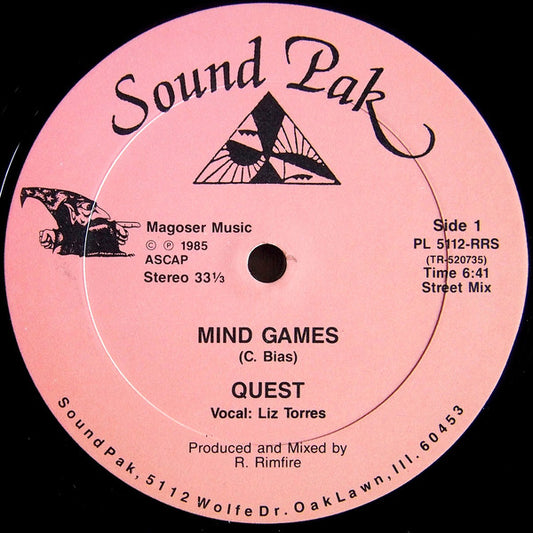 Sound Pak
Magoser Music
© ℗ 1985
ASCAP
Stereo 33⅓
Side 1
PL 5112-RRS
(TR-520735)
Time 6:41
Street Mix
MIND GAMES
(C. Bias)
QUEST
Vocal: Liz Torres
Produced and Mixed by
R. Rimfire
SoundPak, 5112 Wolfe Dr. Oak Lawn, Ill. 60453